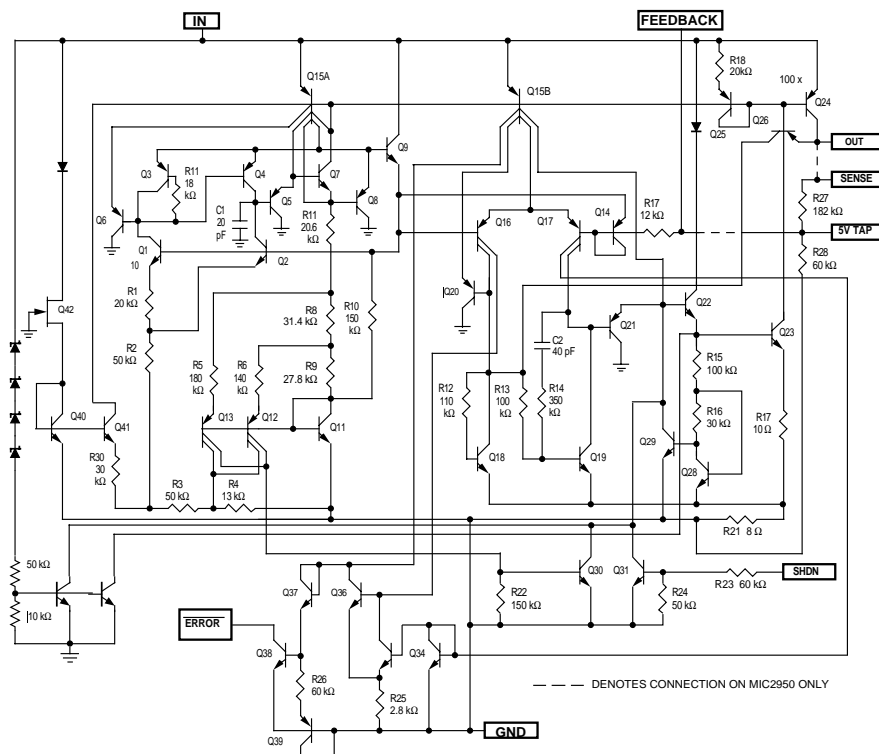 IN
FEEDBACK
R18
20kΩ
100 x
Q15A
Q15B
Q24
Q25
Q26
OUT
Q9
Q3
R11
18
kΩ
Q4
Q7
SENSE
Q5
Q8
R27
182 kΩ
Q6
C1
20
pF
R11
20.6
kΩ
Q16
Q17
Q14
R17
12 kΩ
5V TAP
Q1
10
Q2
R28
60 kΩ
R1
20 kΩ
R8
31.4 kΩ
R10
150
kΩ
Q20
Q22
Q42
Q21
Q23
R2
50 kΩ
R5
180
kΩ
R6
140
kΩ
R9
27.8 kΩ
C2
40 pF
R15
100 kΩ
R12
110
kΩ
R13
100
kΩ
R14
350
kΩ
R16
30 kΩ
R17
10 Ω
Q40
Q41
Q13
Q12
Q11
Q29
R30
30
kΩ
Q18
Q19
Q28
R3
50 kΩ
R4
13 kΩ
R21 8 Ω
50 kΩ
10 kΩ
Q37
Q36
Q30
Q31
R22
150 kΩ
R24
50 kΩ
R23 60 kΩ
SHDN
ERROR
Q38
Q34
R26
60 kΩ
R25
2.8 kΩ
DENOTES CONNECTION ON MIC2950 ONLY
Q39
GND